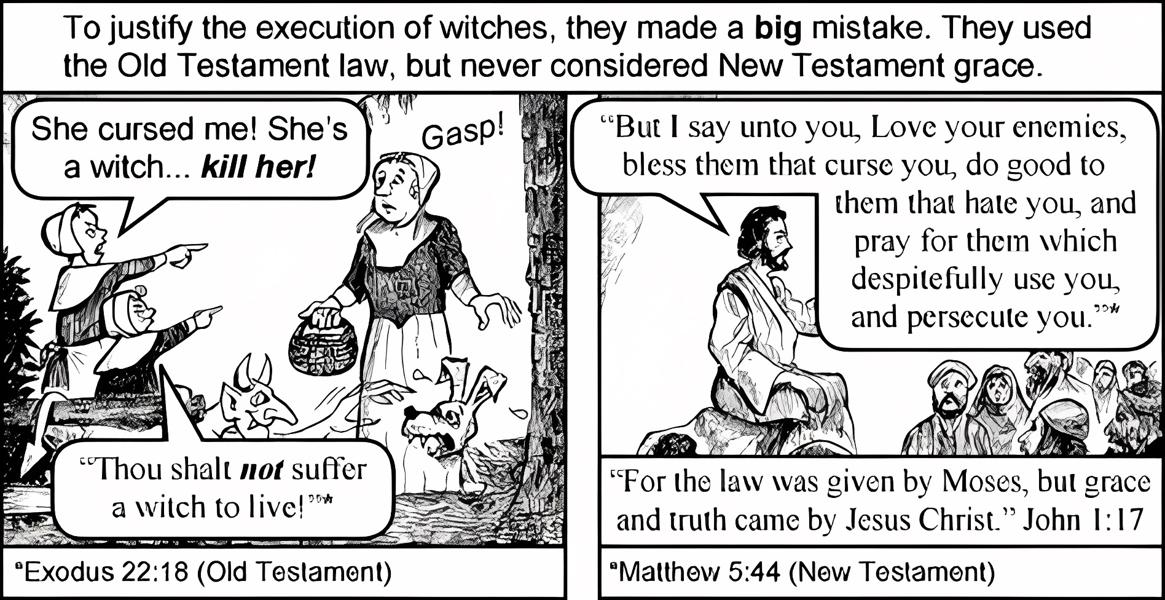 To justify the execution of witches, they made a big mistake. They used
the Old Testament law, but never considered New Testament grace.
She cursed me! She's
a witch... kill her!
Gasp!
“Thou shalt not suffer
a witch to live!”*
*Exodus 22:18 (Old Testament)
“But I say unto you, Love your enemies,
bless them that curse you, do good to
them that hate you, and
pray for them which
despitefully use you,
and persecute you.”*
“For the law was given by Moses, but grace
and truth came by Jesus Christ.” John 1:17
*Matthew 5:44 (New Testament)